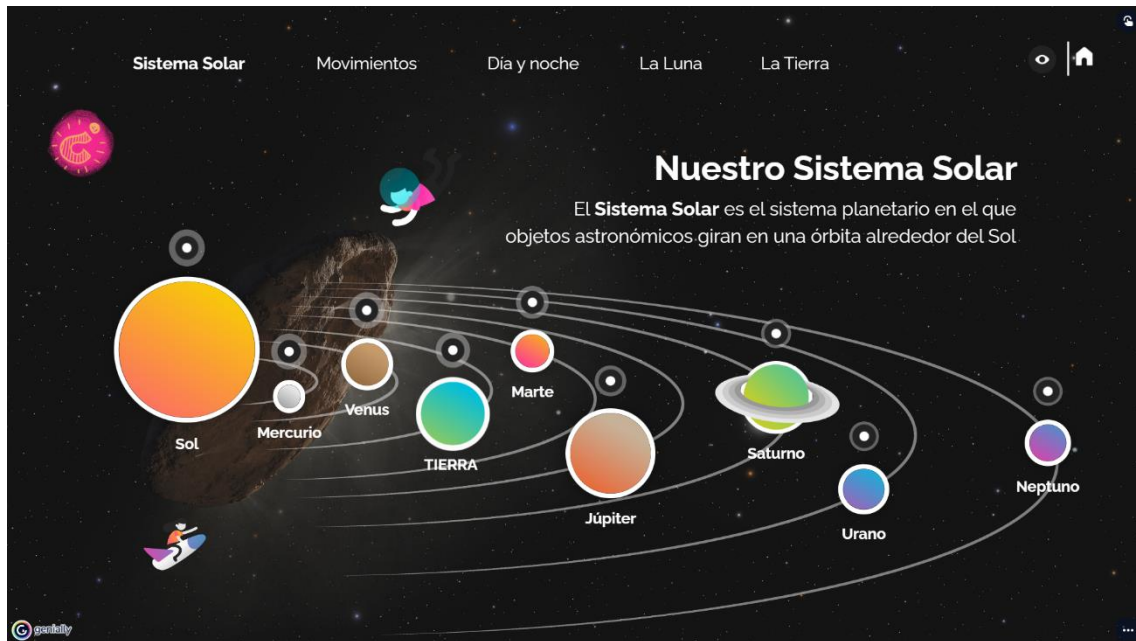 Sistema Solar
Movimientos
Día y noche
La Luna
La Tierra
Nuestro Sistema Solar
El Sistema Solar es el sistema planetario en el que
objetos astronómicos giran en una órbita alrededor del Sol
Sol
Mercurio
Venus
TIERRA
Marte
Júpiter
Saturno
Urano
Neptuno
genially